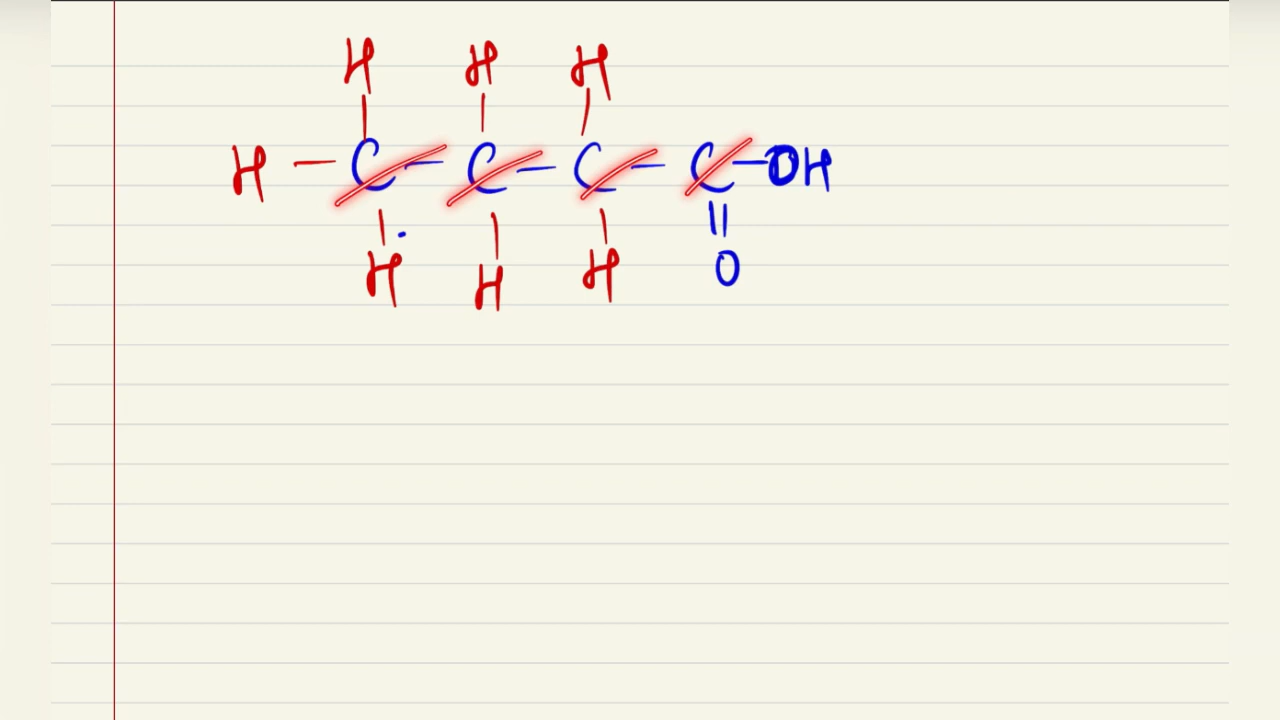 H H H
H – C – C – C – C – OH
H H H O